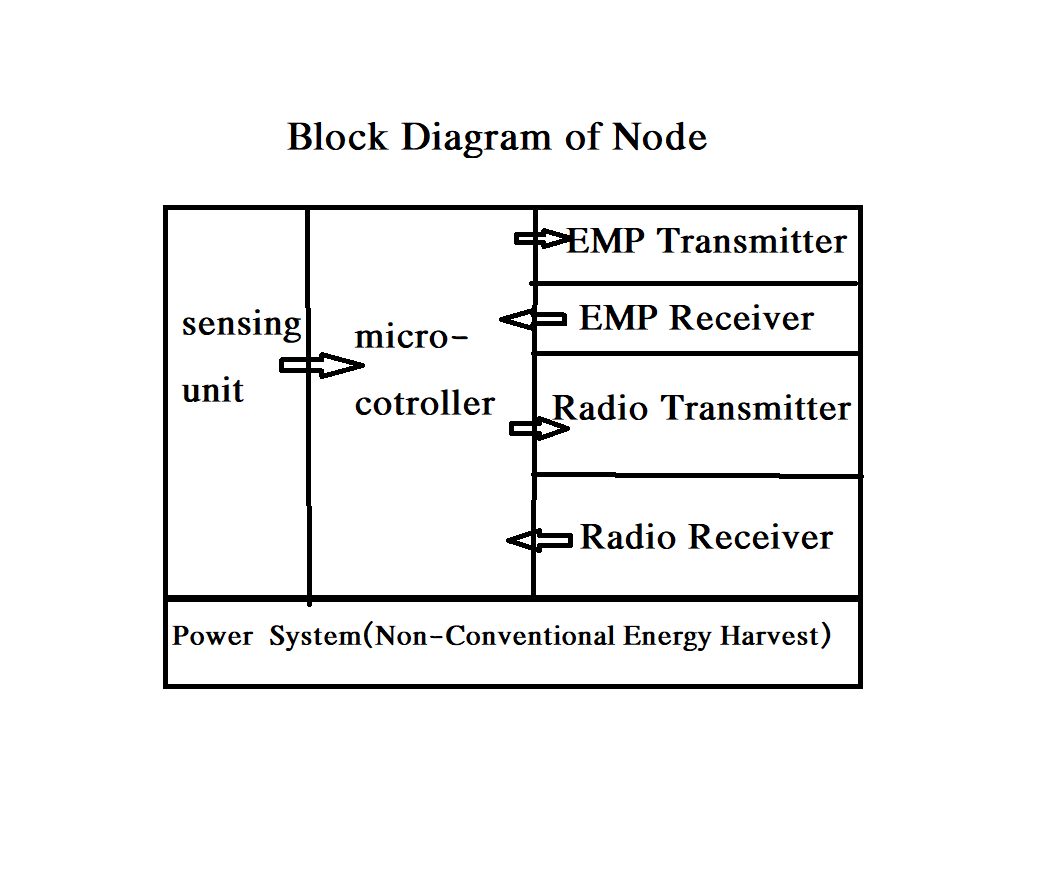 Block Diagram of Node
sensing
unit
micro-
cotroller
EMP Transmitter
EMP Receiver
Radio Transmitter
Radio Receiver
Power System(Non-Conventional Energy Harvest)